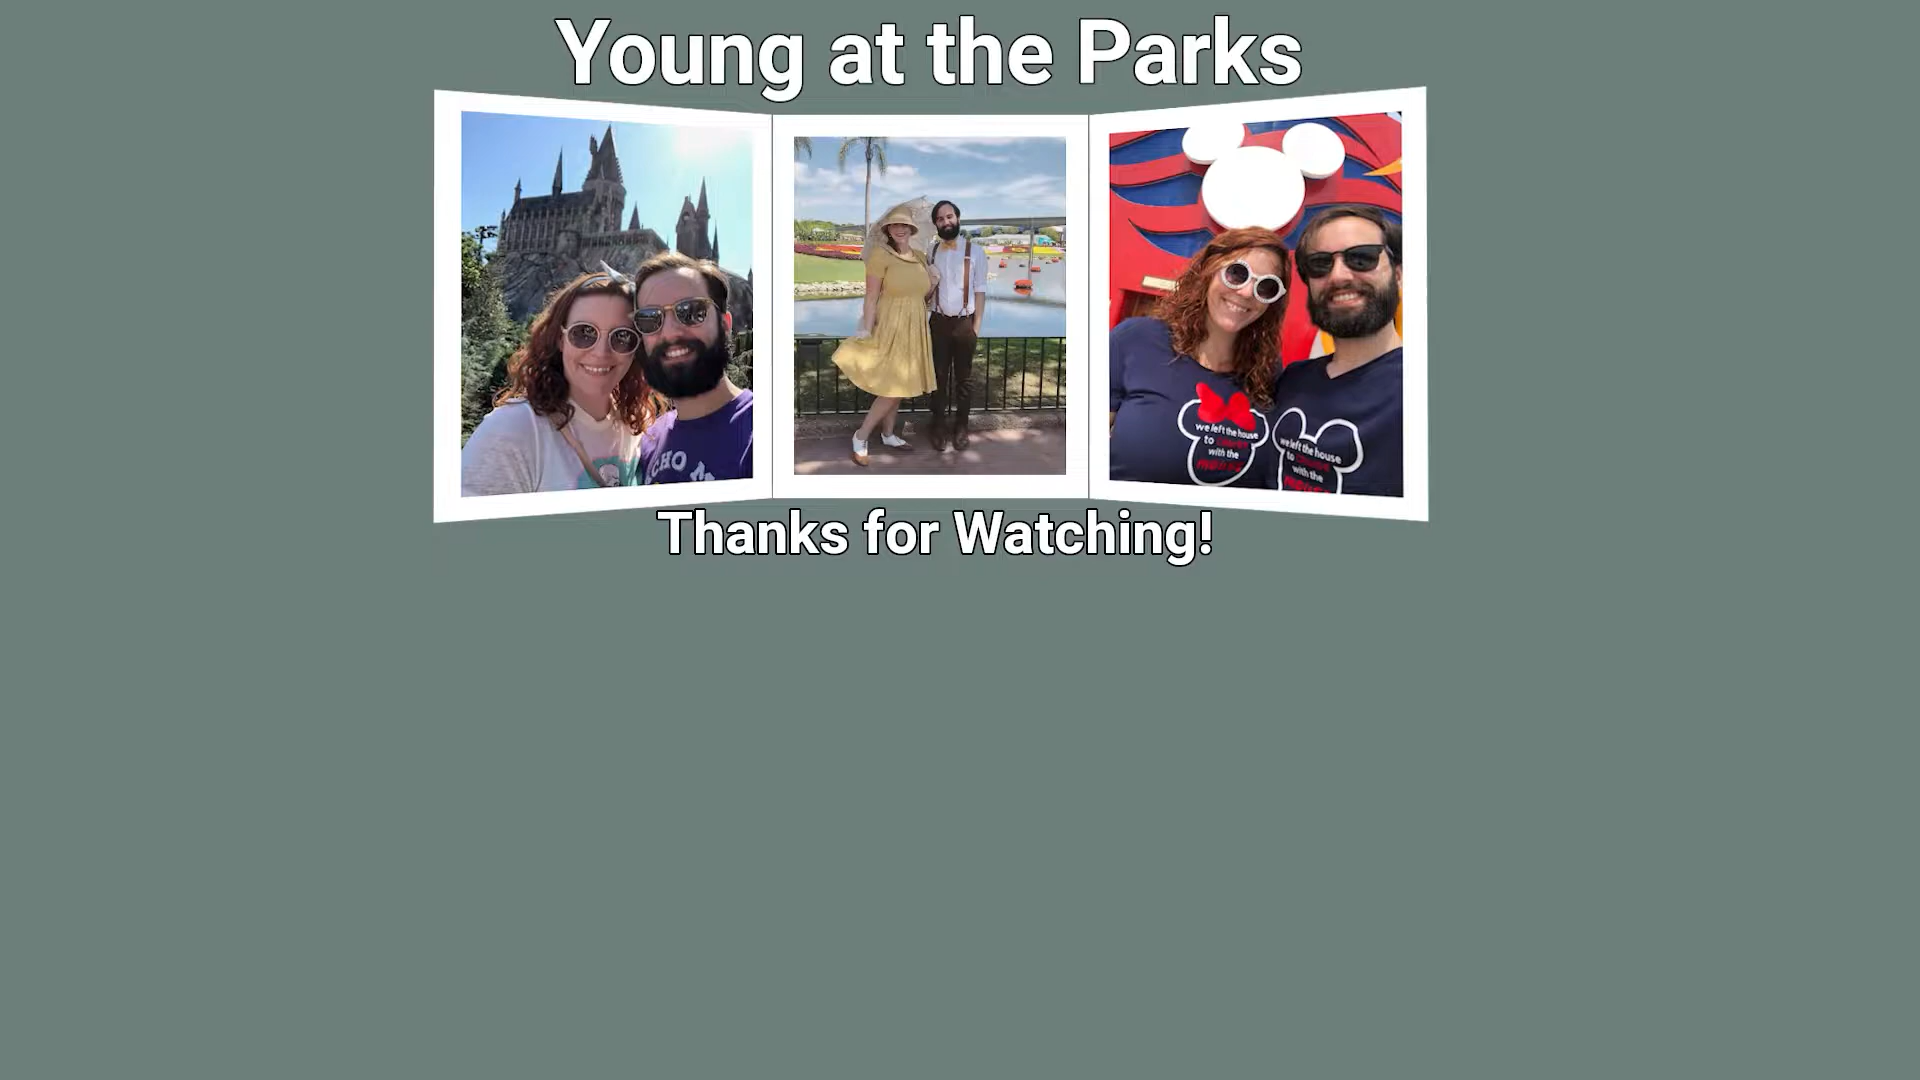 Young at the Parks
CHO
we left the house
to
with the
we left the house
to
with the
Thanks for Watching!